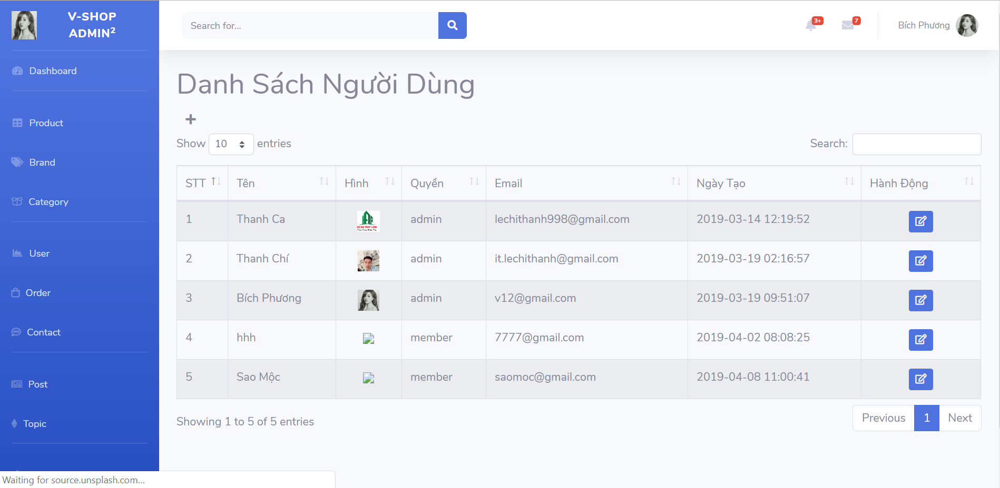 V-SHOP
ADMIN²
Search for...
3+
7
Bích Phương
Dashboard
Product
Brand
Category
User
Order
Contact
Post
Topic
Danh Sách Người Dùng
Show 10 entries
Search:
STT Tên Hình Quyền Email Ngày Tạo Hành Động
1 Thanh Ca admin lechithanh998@gmail.com 2019-03-14 12:19:52
2 Thanh Chí admin it.lechithanh@gmail.com 2019-03-19 02:16:57
3 Bích Phương admin v12@gmail.com 2019-03-19 09:51:07
4 hhh member 7777@gmail.com 2019-04-02 08:08:25
5 Sao Mộc member saomoc@gmail.com 2019-04-08 11:00:41
Showing 1 to 5 of 5 entries
Previous 1 Next
Waiting for source.unsplash.com...